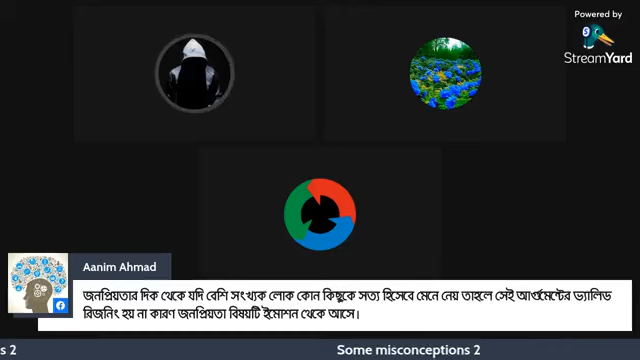 Powered by
StreamYard
Aanim Ahmad
জনপ্রিয়তার দিক থেকে যদি বেশি সংখ্যক লোক কোন কিছুকে সত্য হিসেবে মেনে নেয় তাহলে সেই আর্গুমেন্টের ভ্যালিড
রিজনিং হয় না কারণ জনপ্রিয়তা বিষয়টি ইমোশন থেকে আসে।
s 2
Some misconceptions 2